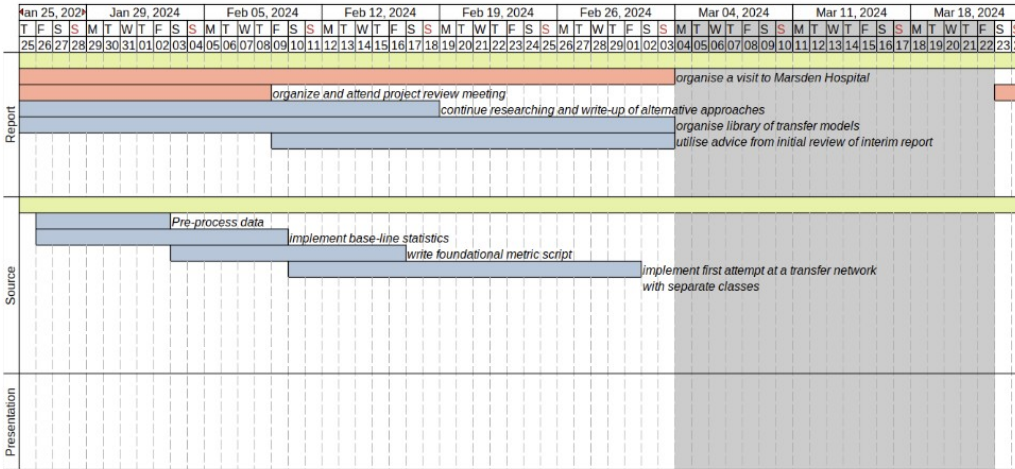 Jan 25, 2024 Jan 29, 2024 Feb 05, 2024 Feb 12, 2024 Feb 19, 2024 Feb 26, 2024 Mar 04, 2024 Mar 11, 2024 Mar 18, 2024
T F S S M T W T F S S M T W T F S S M T W T F S S M T W T F S S M T W T F S S M T W T F S S M T W T F S S M T W T F S
25 26 27 28 29 30 31 01 02 03 04 05 06 07 08 09 10 11 12 13 14 15 16 17 18 19 20 21 22 23 24 25 26 27 28 29 01 02 03 04 05 06 07 08 09 10 11 12 13 14 15 16 17 18 19 20 21 22 23
Report
organise a visit to Marsden Hospital
organize and attend project review meeting
continue researching and write-up of alternative approaches
organise library of transfer models
utilise advice from initial review of interim report
Source
Pre-process data
implement base-line statistics
write foundational metric script
implement first attempt at a transfer network
with separate classes
Presentation